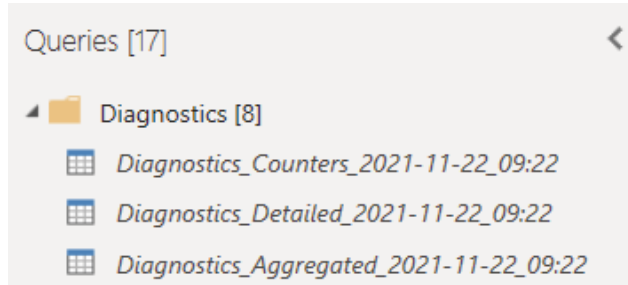 Queries [17]
Diagnostics [8]
Diagnostics_Counters_2021-11-22_09:22
Diagnostics_Detailed_2021-11-22_09:22
Diagnostics_Aggregated_2021-11-22_09:22